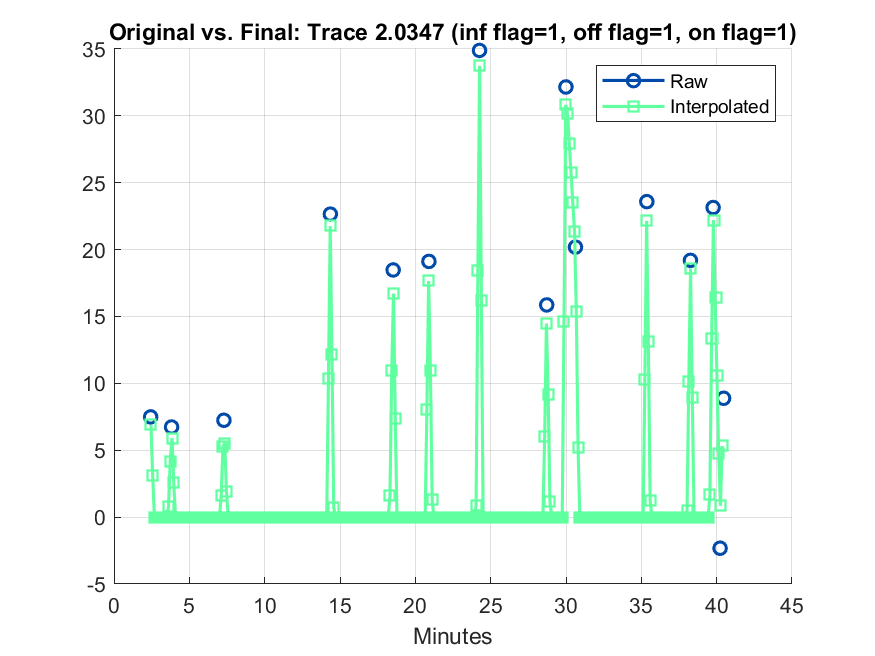 Original vs. Final: Trace 2.0347 (inf flag=1, off flag=1, on flag=1)
35
30
25
20
15
10
5
0
-5
Raw
Interpolated
0 5 10 15 20 25 30 35 40 45
Minutes